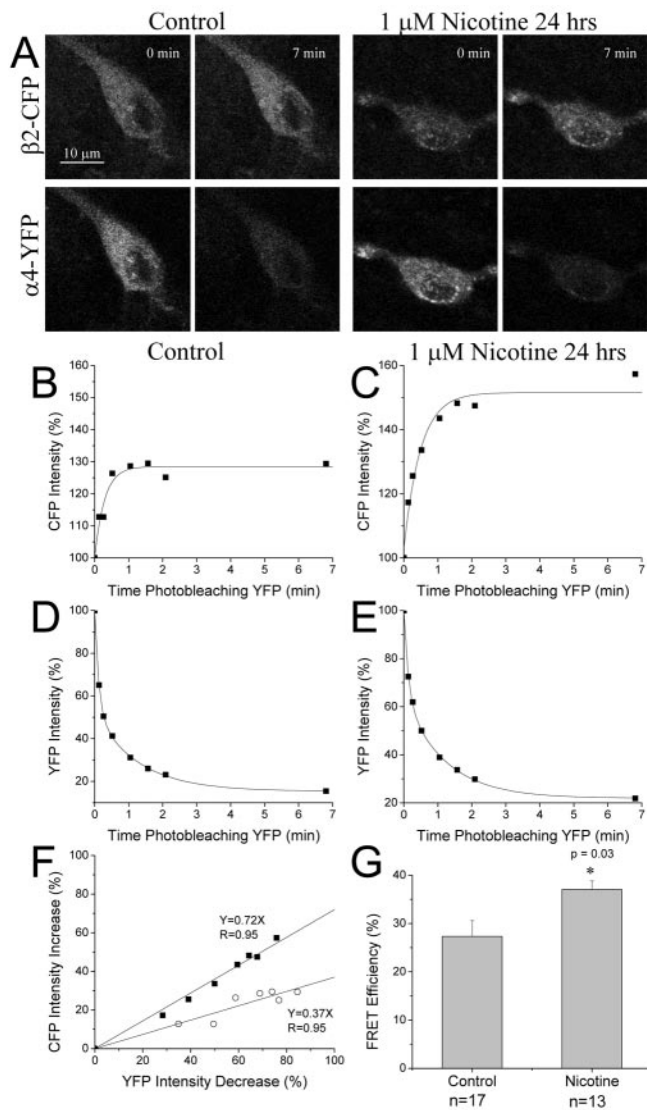 Control
1 μM Nicotine 24 hrs
A
β2-CFP
0 min
7 min
0 min
7 min
10 μm
α4-YFP
Control
1 μM Nicotine 24 hrs
B
CFP Intensity (%)
160
150
140
130
120
110
100
0 1 2 3 4 5 6 7
Time Photobleaching YFP (min)
C
CFP Intensity (%)
160
150
140
130
120
110
100
0 1 2 3 4 5 6 7
Time Photobleaching YFP (min)
D
YFP Intensity (%)
100
80
60
40
20
0 1 2 3 4 5 6 7
Time Photobleaching YFP (min)
E
YFP Intensity (%)
100
80
60
40
20
0 1 2 3 4 5 6 7
Time Photobleaching YFP (min)
F
CFP Intensity Increase (%)
100
80
60
40
20
0
Y=0.72X
R=0.95
Y=0.37X
R=0.95
0 20 40 60 80 100
YFP Intensity Decrease (%)
G
FRET Efficiency (%)
40
30
20
10
0
p = 0.03
*
Control
n=17
Nicotine
n=13